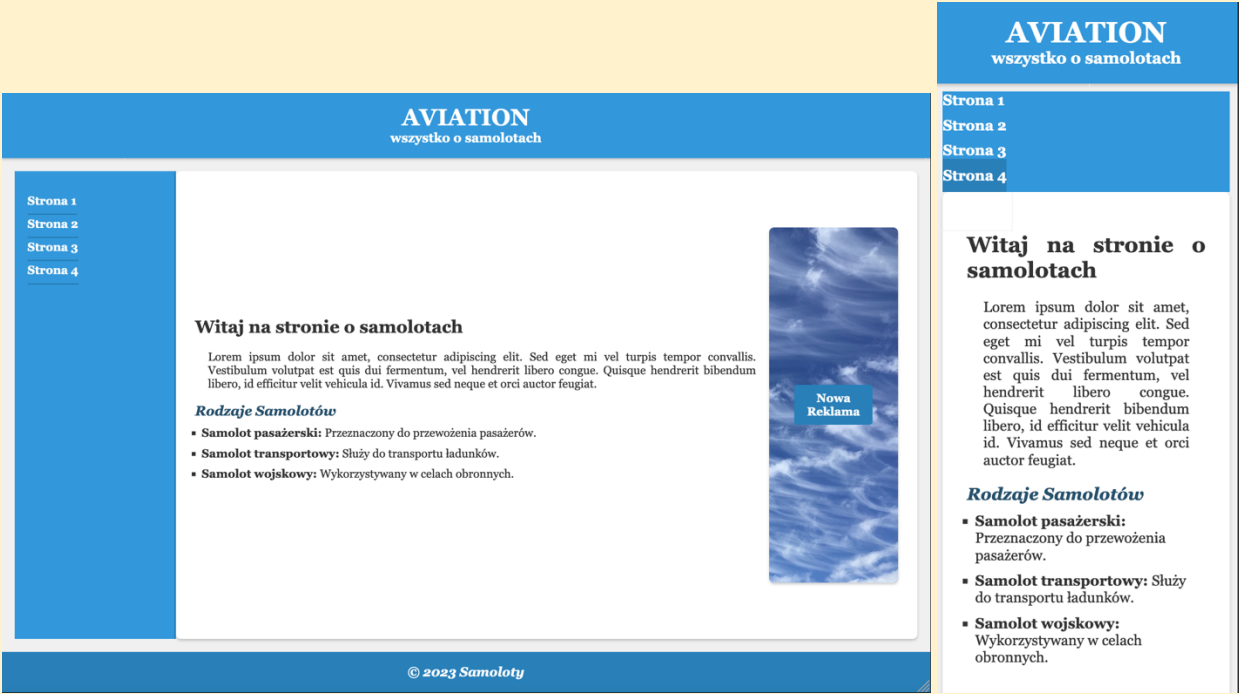 AVIATION
wszystko o samolotach
Strona 1
Strona 2
Strona 3
Strona 4
Witaj na stronie o samolotach
Lorem ipsum dolor sit amet, consectetur adipiscing elit. Sed eget mi vel turpis tempor convallis.
Vestibulum volutpat est quis dui fermentum, vel hendrerit libero congue. Quisque hendrerit bibendum
libero, id efficitur velit vehicula id. Vivamus sed neque et orci auctor feugiat.
Rodzaje Samolotów
Samolot pasażerski: Przeznaczony do przewożenia pasażerów.
Samolot transportowy: Służy do transportu ładunków.
Samolot wojskowy: Wykorzystywany w celach obronnych.
Nowa
Reklama
© 2023 Samoloty
AVIATION
wszystko o samolotach
Strona 1
Strona 2
Strona 3
Strona 4
Witaj na stronie o
samolotach
Lorem ipsum dolor sit amet,
consectetur adipiscing elit. Sed
eget mi vel turpis tempor
convallis. Vestibulum volutpat
est quis dui fermentum, vel
hendrerit libero congue.
Quisque hendrerit bibendum
libero, id efficitur velit vehicula
id. Vivamus sed neque et orci
auctor feugiat.
Rodzaje Samolotów
Samolot pasażerski:
Przeznaczony do przewożenia
pasażerów.
Samolot transportowy: Służy
do transportu ładunków.
Samolot wojskowy:
Wykorzystywany w celach
obronnych.